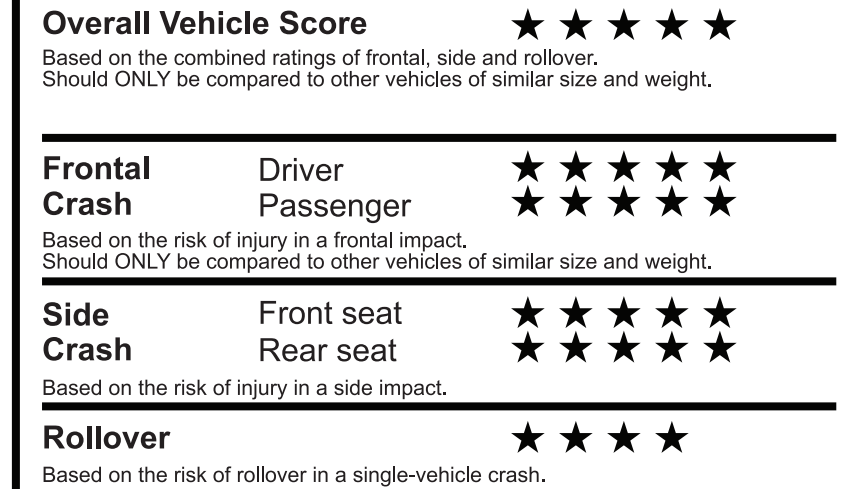 Overall Vehicle Score ★ ★ ★ ★ ★
Based on the combined ratings of frontal, side and rollover.
Should ONLY be compared to other vehicles of similar size and weight.
Frontal Driver ★ ★ ★ ★ ★
Crash Passenger ★ ★ ★ ★ ★
Based on the risk of injury in a frontal impact.
Should ONLY be compared to other vehicles of similar size and weight.
Side Front seat ★ ★ ★ ★ ★
Crash Rear seat ★ ★ ★ ★ ★
Based on the risk of injury in a side impact.
Rollover ★ ★ ★ ★
Based on the risk of rollover in a single-vehicle crash.